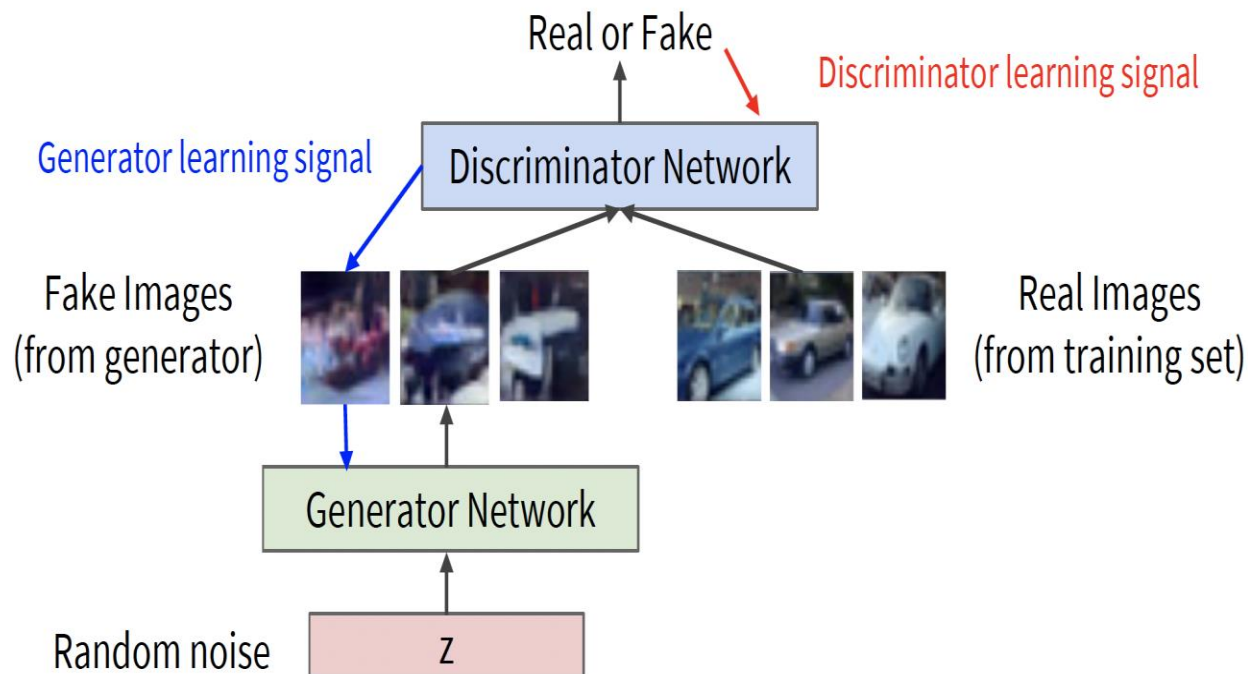 Real or Fake
Discriminator learning signal
Generator learning signal
Discriminator Network
Fake Images
(from generator)
Real Images
(from training set)
Generator Network
Random noise
z